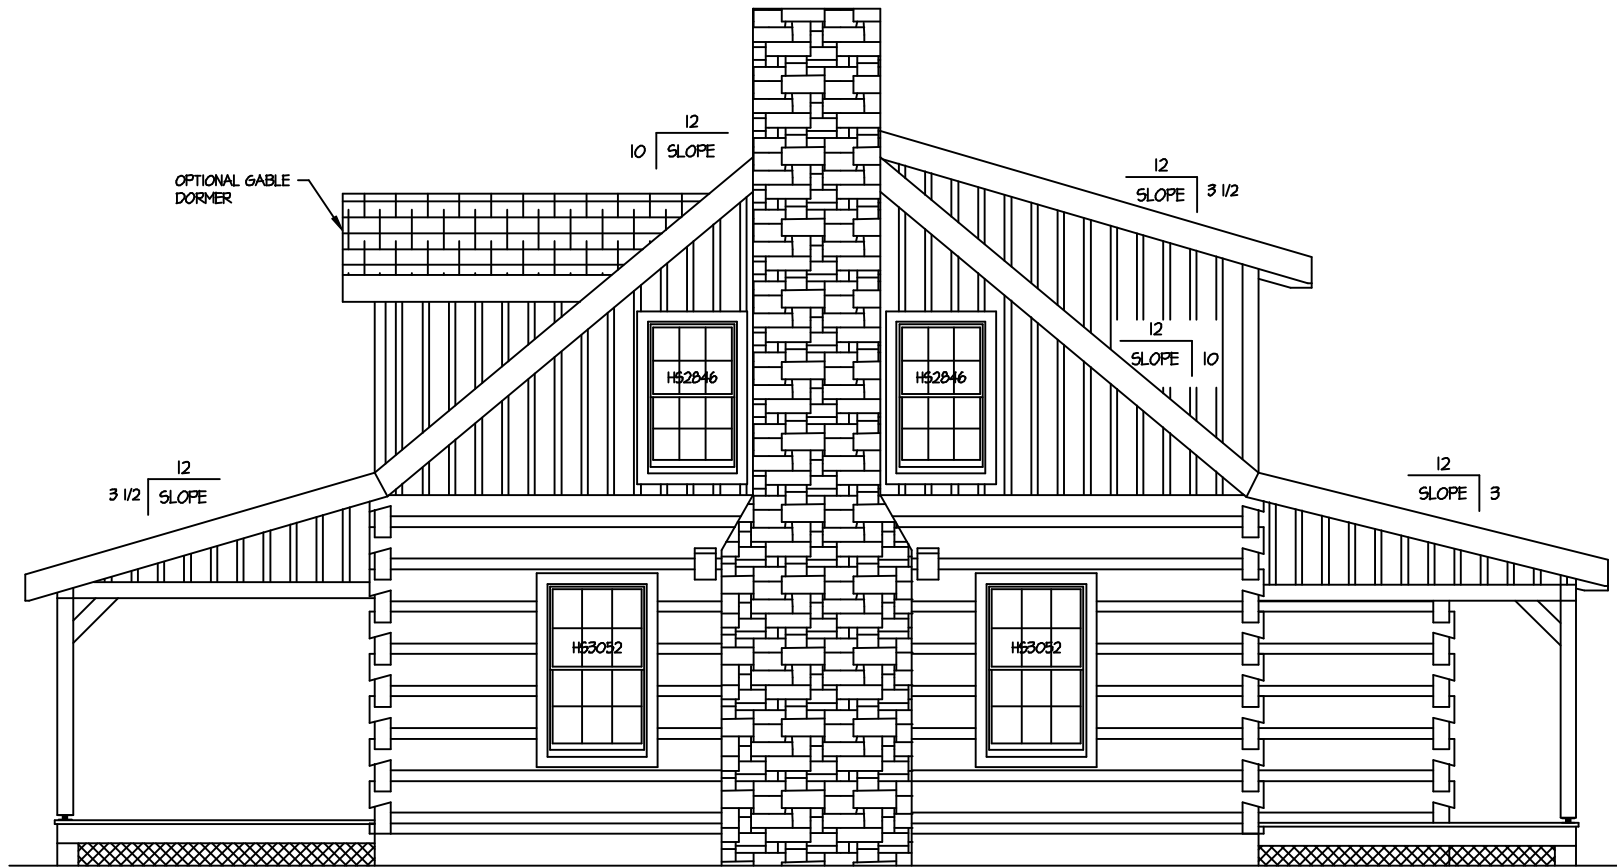 12
10 SLOPE
12
SLOPE 3 1/2
OPTIONAL GABLE
DORMER
12
SLOPE 10
HS2846
HS2846
12
3 1/2 SLOPE
12
SLOPE 3
HS3052
HS3052